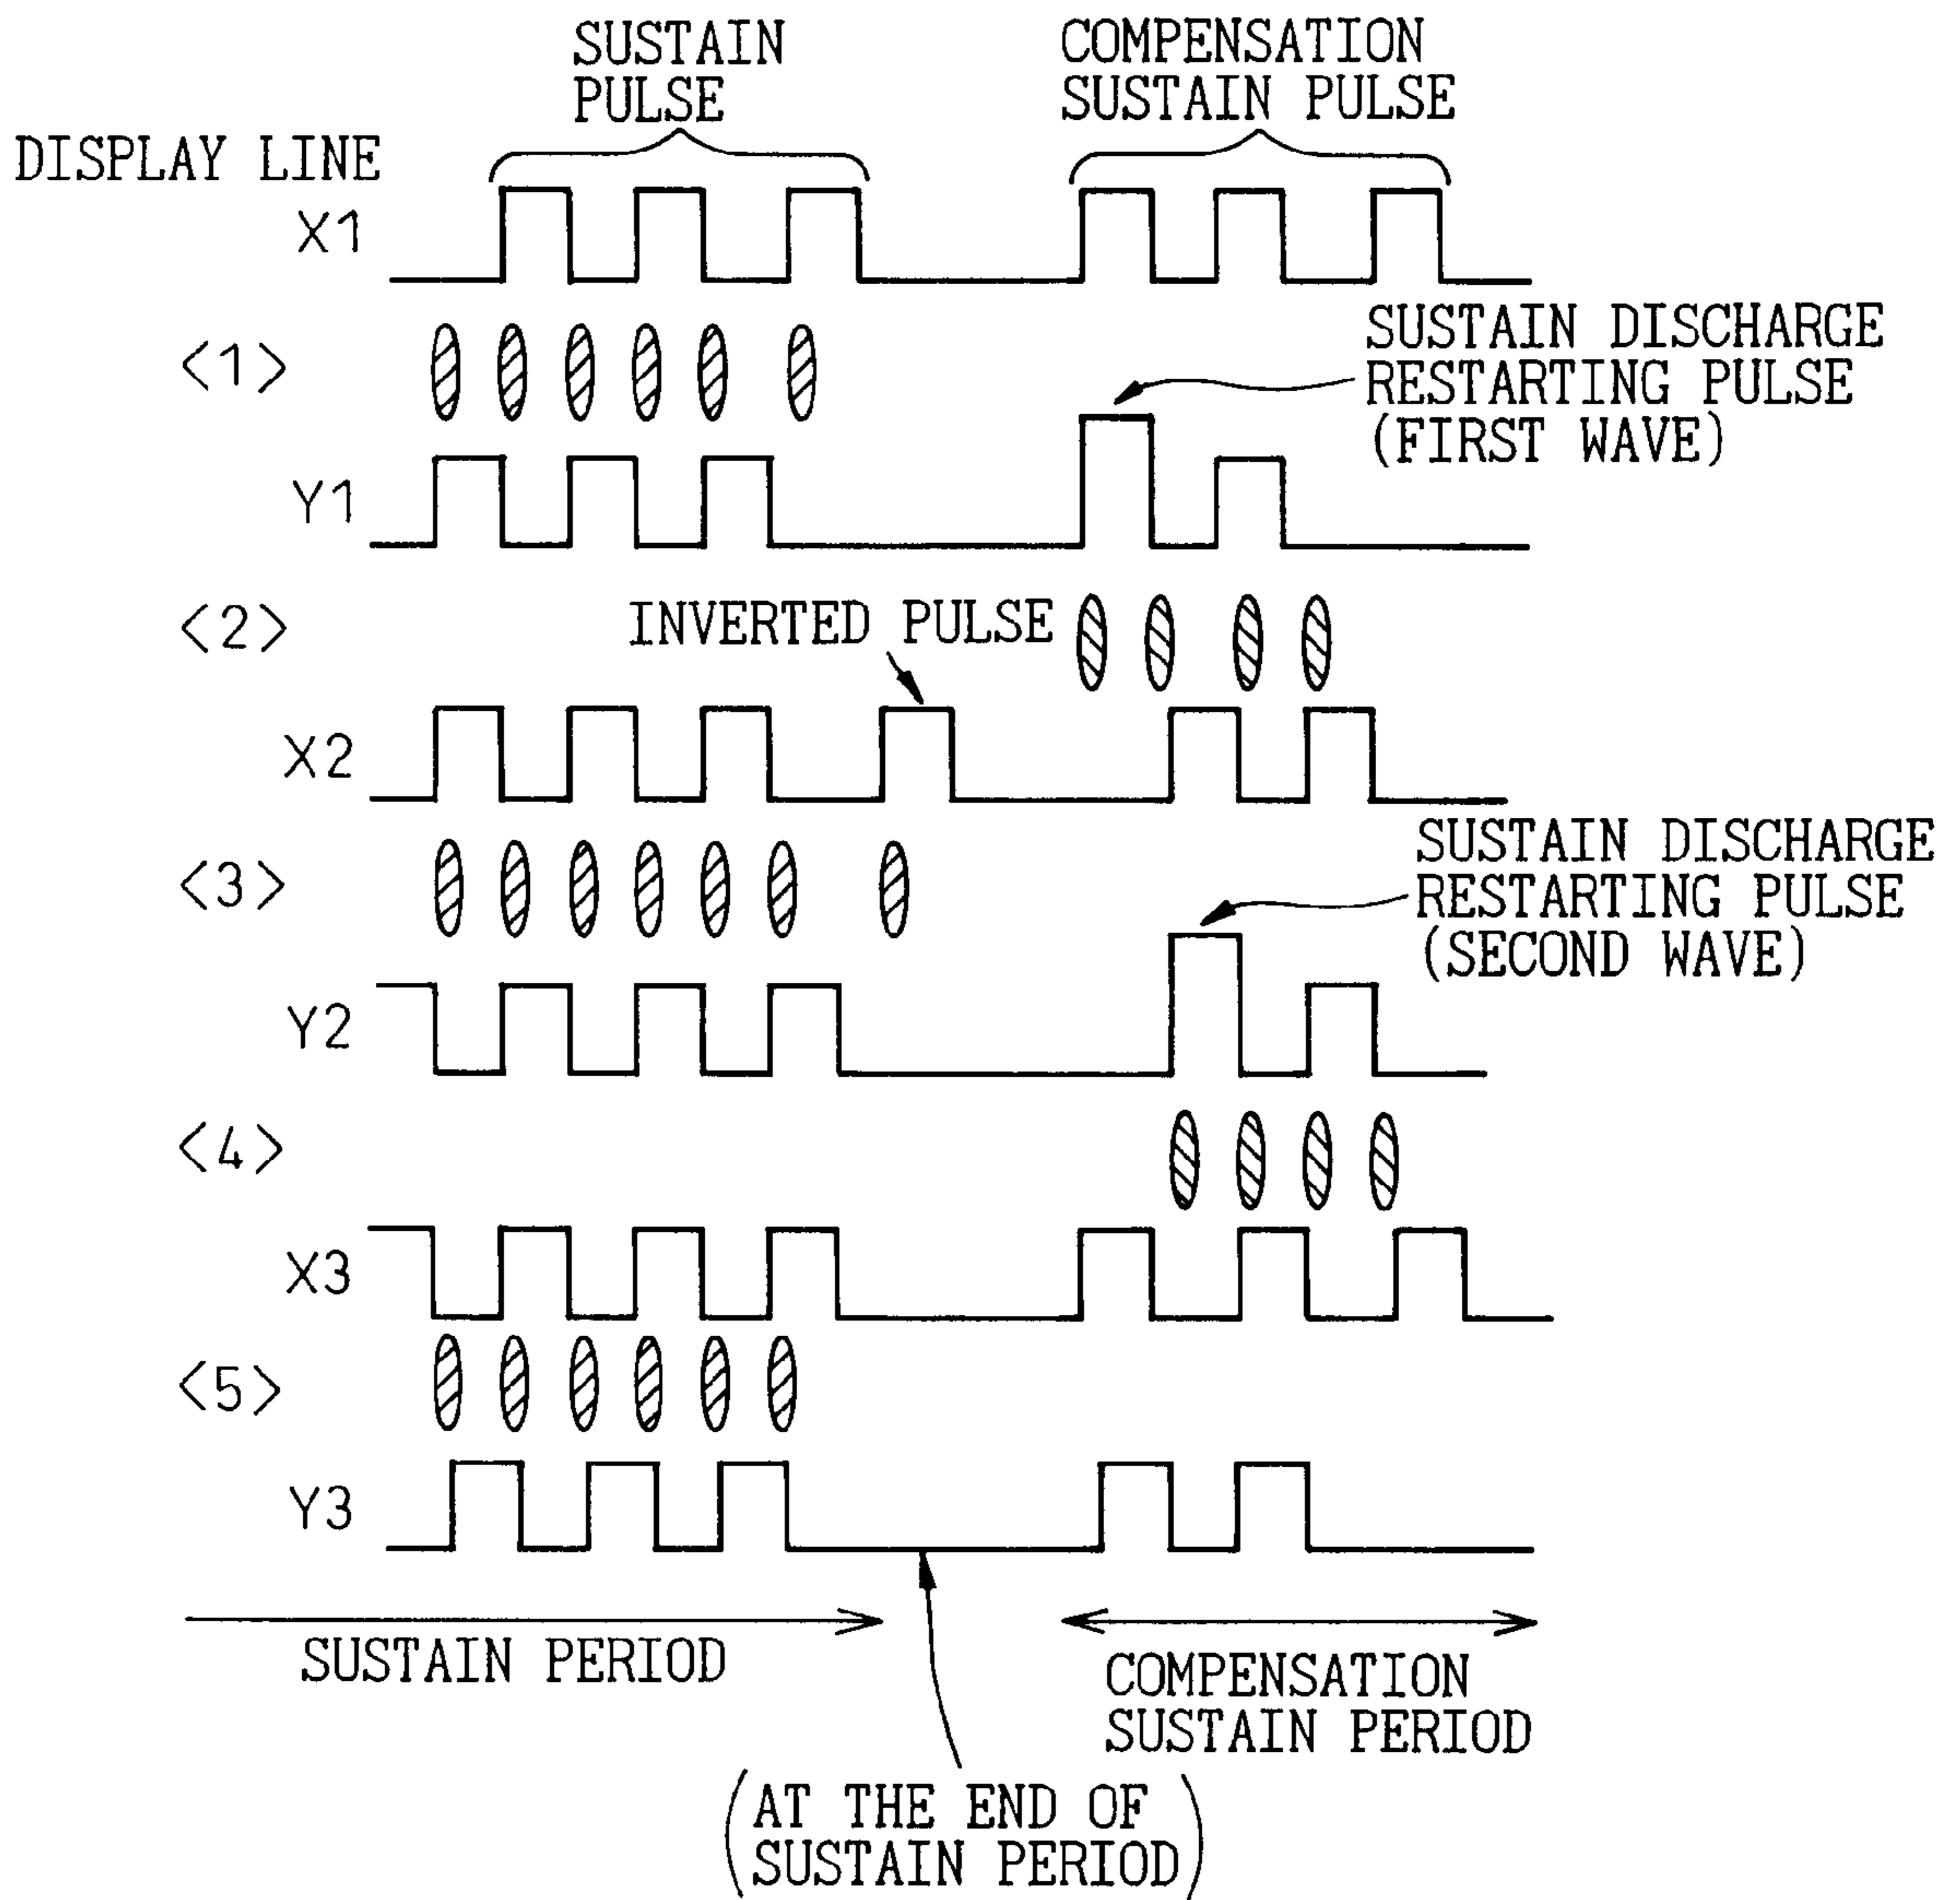 SUSTAIN
PULSE
COMPENSATION
SUSTAIN PULSE
DISPLAY LINE
X1
<1>
SUSTAIN DISCHARGE
RESTARTING PULSE
(FIRST WAVE)
Y1
<2>
INVERTED PULSE
X2
<3>
SUSTAIN DISCHARGE
RESTARTING PULSE
(SECOND WAVE)
Y2
<4>
X3
<5>
Y3
SUSTAIN PERIOD
COMPENSATION
SUSTAIN PERIOD
(AT THE END OF
SUSTAIN PERIOD)